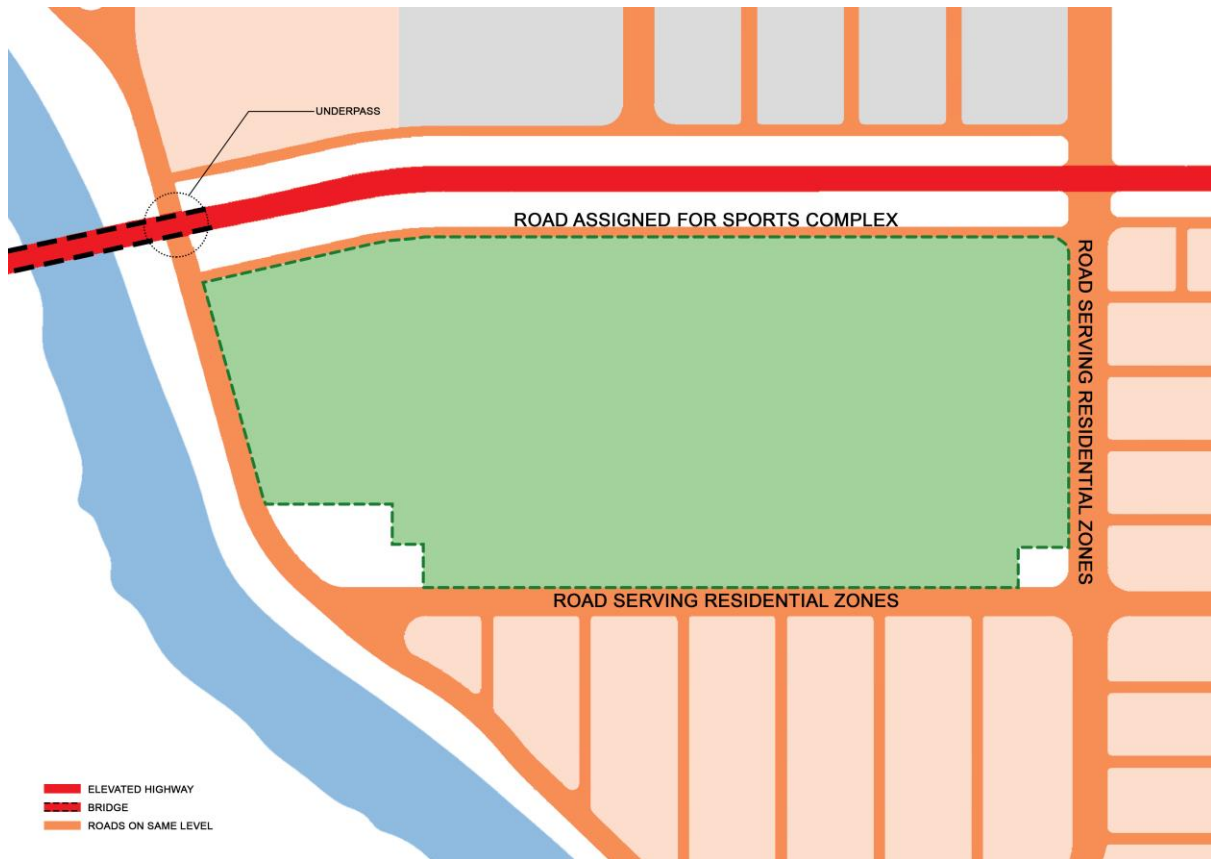 UNDERPASS
ROAD ASSIGNED FOR SPORTS COMPLEX
ROAD SERVING RESIDENTIAL ZONES
ROAD SERVING RESIDENTIAL ZONES
ELEVATED HIGHWAY
BRIDGE
ROADS ON SAME LEVEL